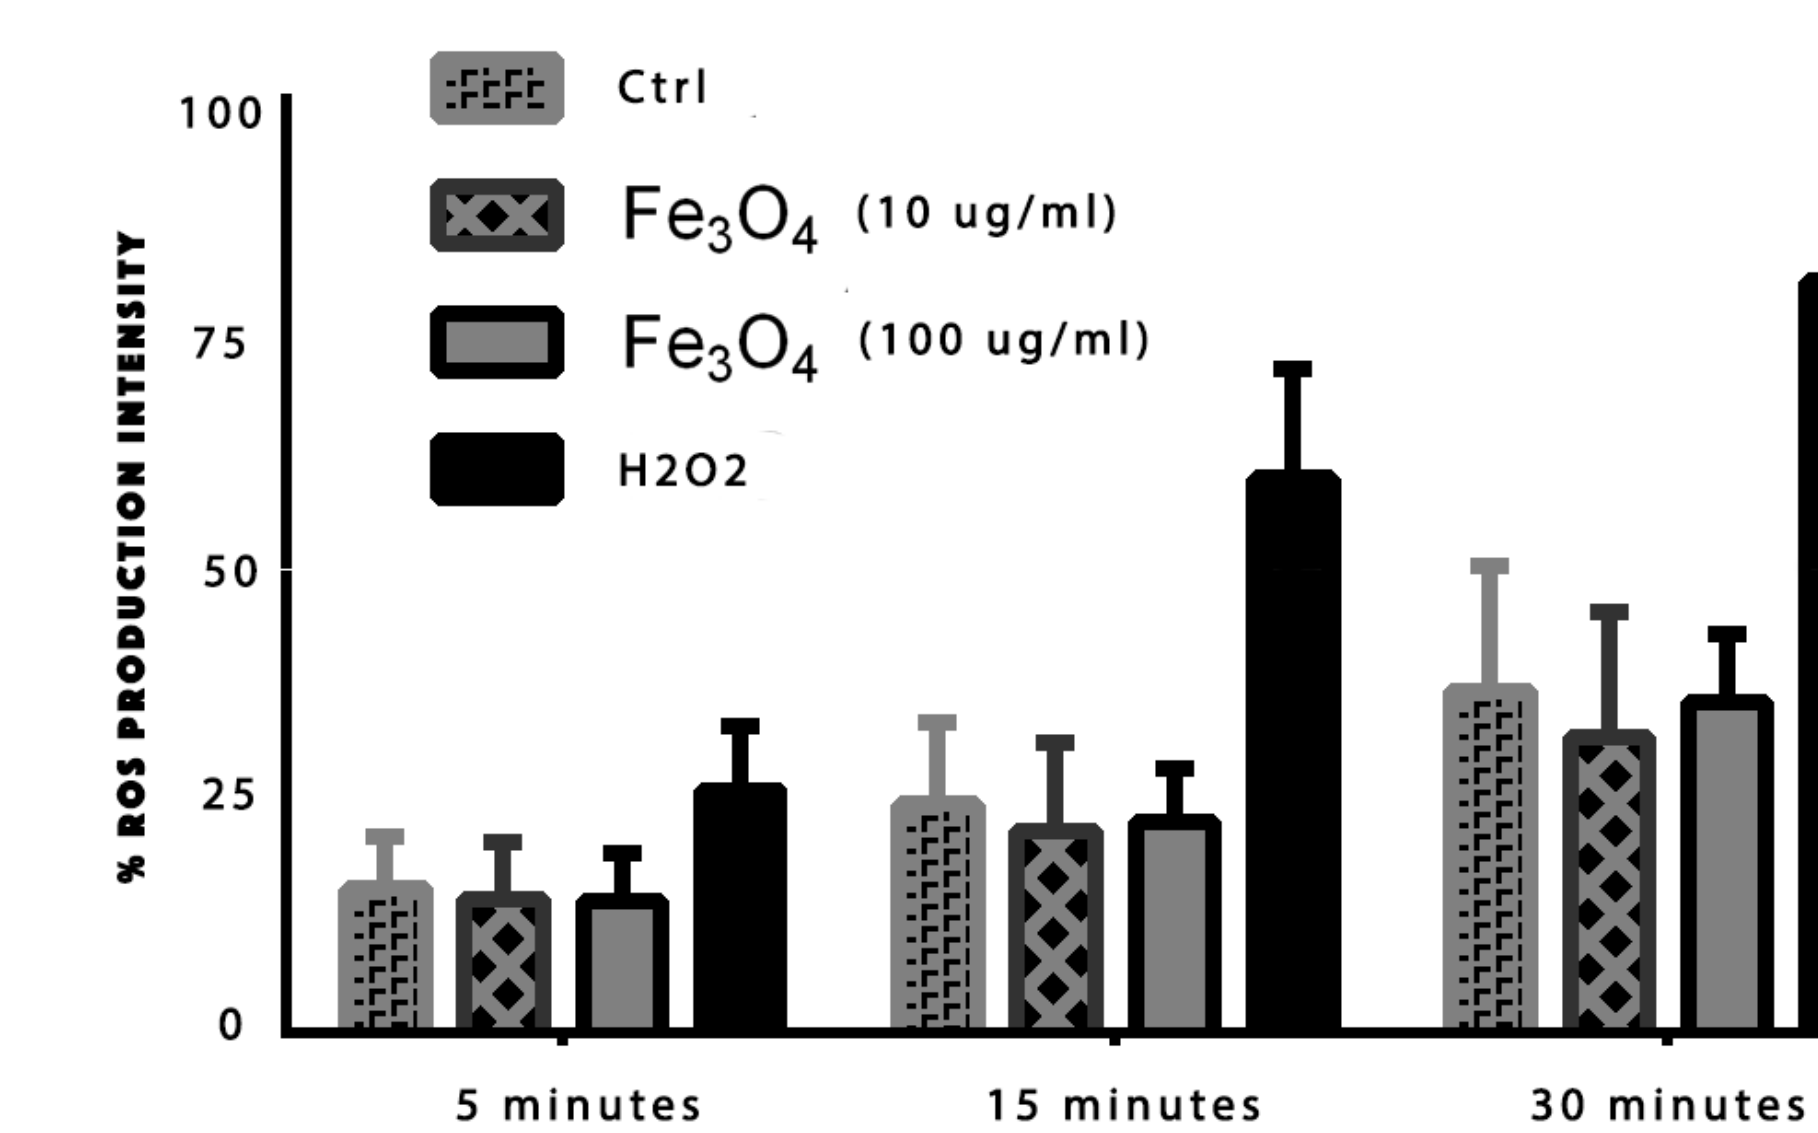 Ctrl
Fe₃O₄ (10 ug/ml)
Fe₃O₄ (100 ug/ml)
H2O2
% ROS PRODUCTION INTENSITY
100
75
50
25
0
5 minutes
15 minutes
30 minutes